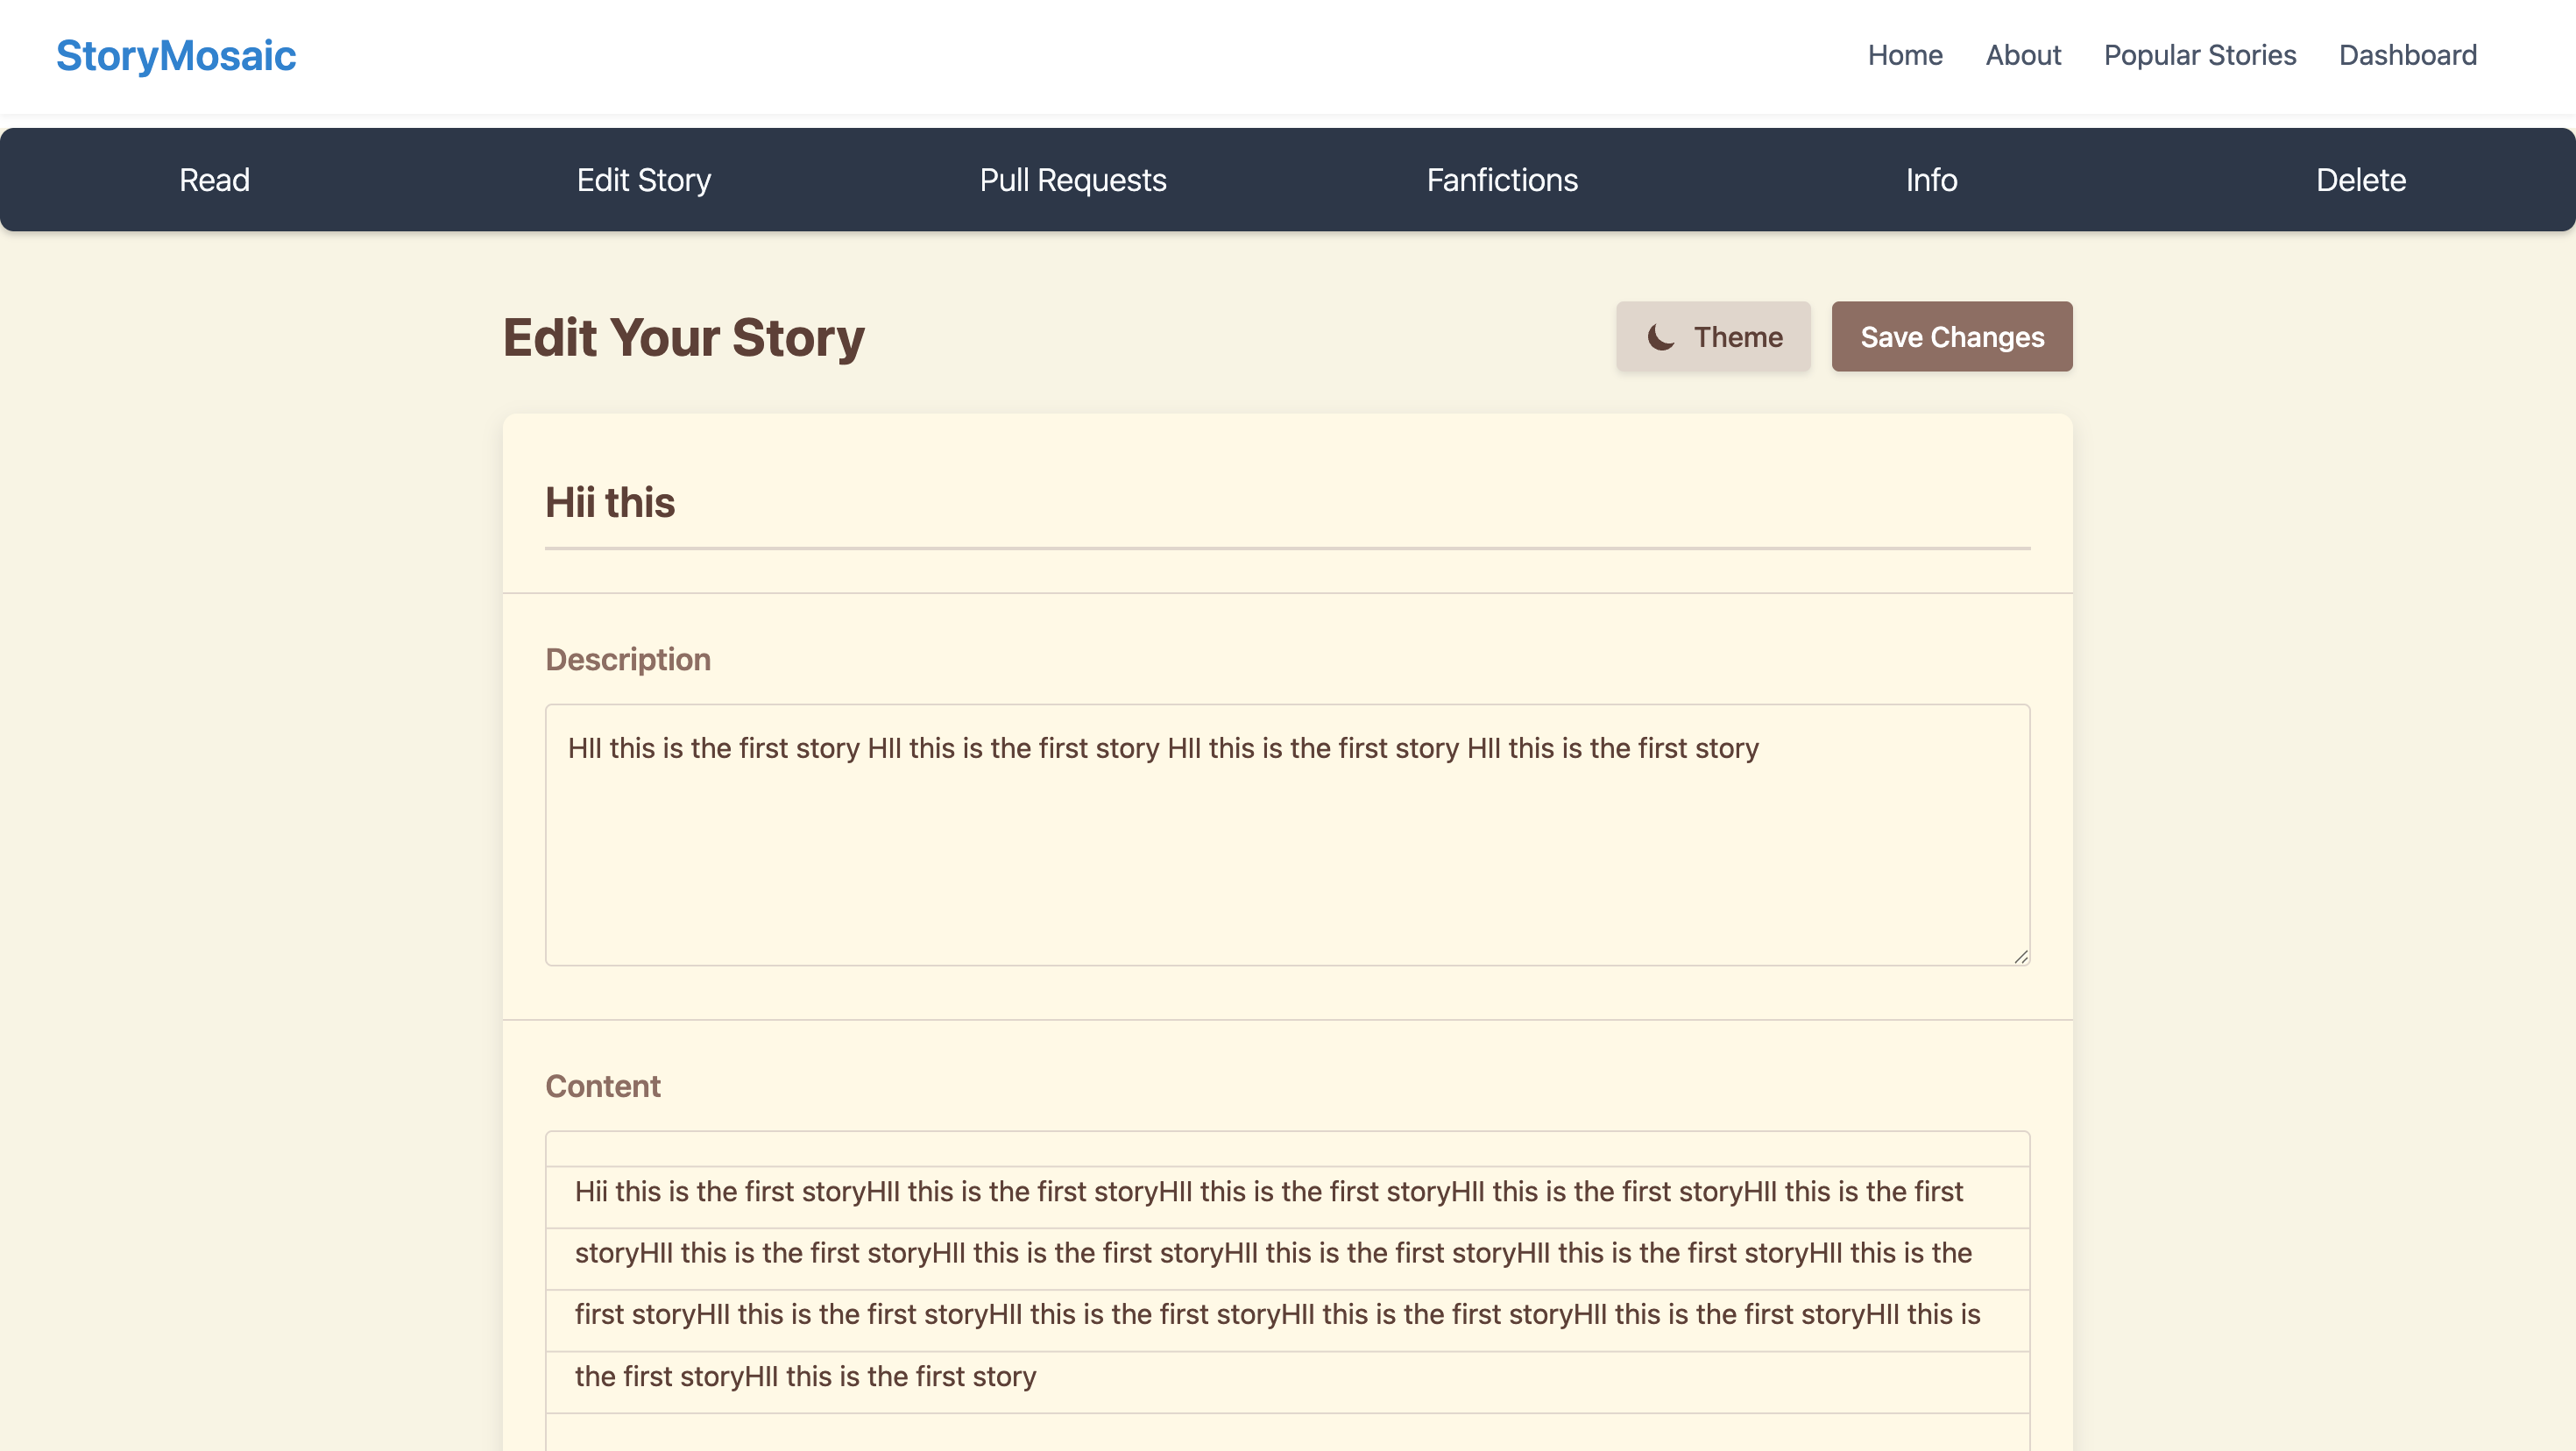 StoryMosaic
Home About Popular Stories Dashboard
Read Edit Story Pull Requests Fanfictions Info Delete
Edit Your Story
Theme
Save Changes
Hii this
Description
HII this is the first story HII this is the first story HII this is the first story HII this is the first story
Content
Hii this is the first storyHII this is the first storyHII this is the first storyHII this is the first storyHII this is the first
storyHII this is the first storyHII this is the first storyHII this is the first storyHII this is the first storyHII this is the
first storyHII this is the first storyHII this is the first storyHII this is the first storyHII this is the first storyHII this is
the first storyHII this is the first story